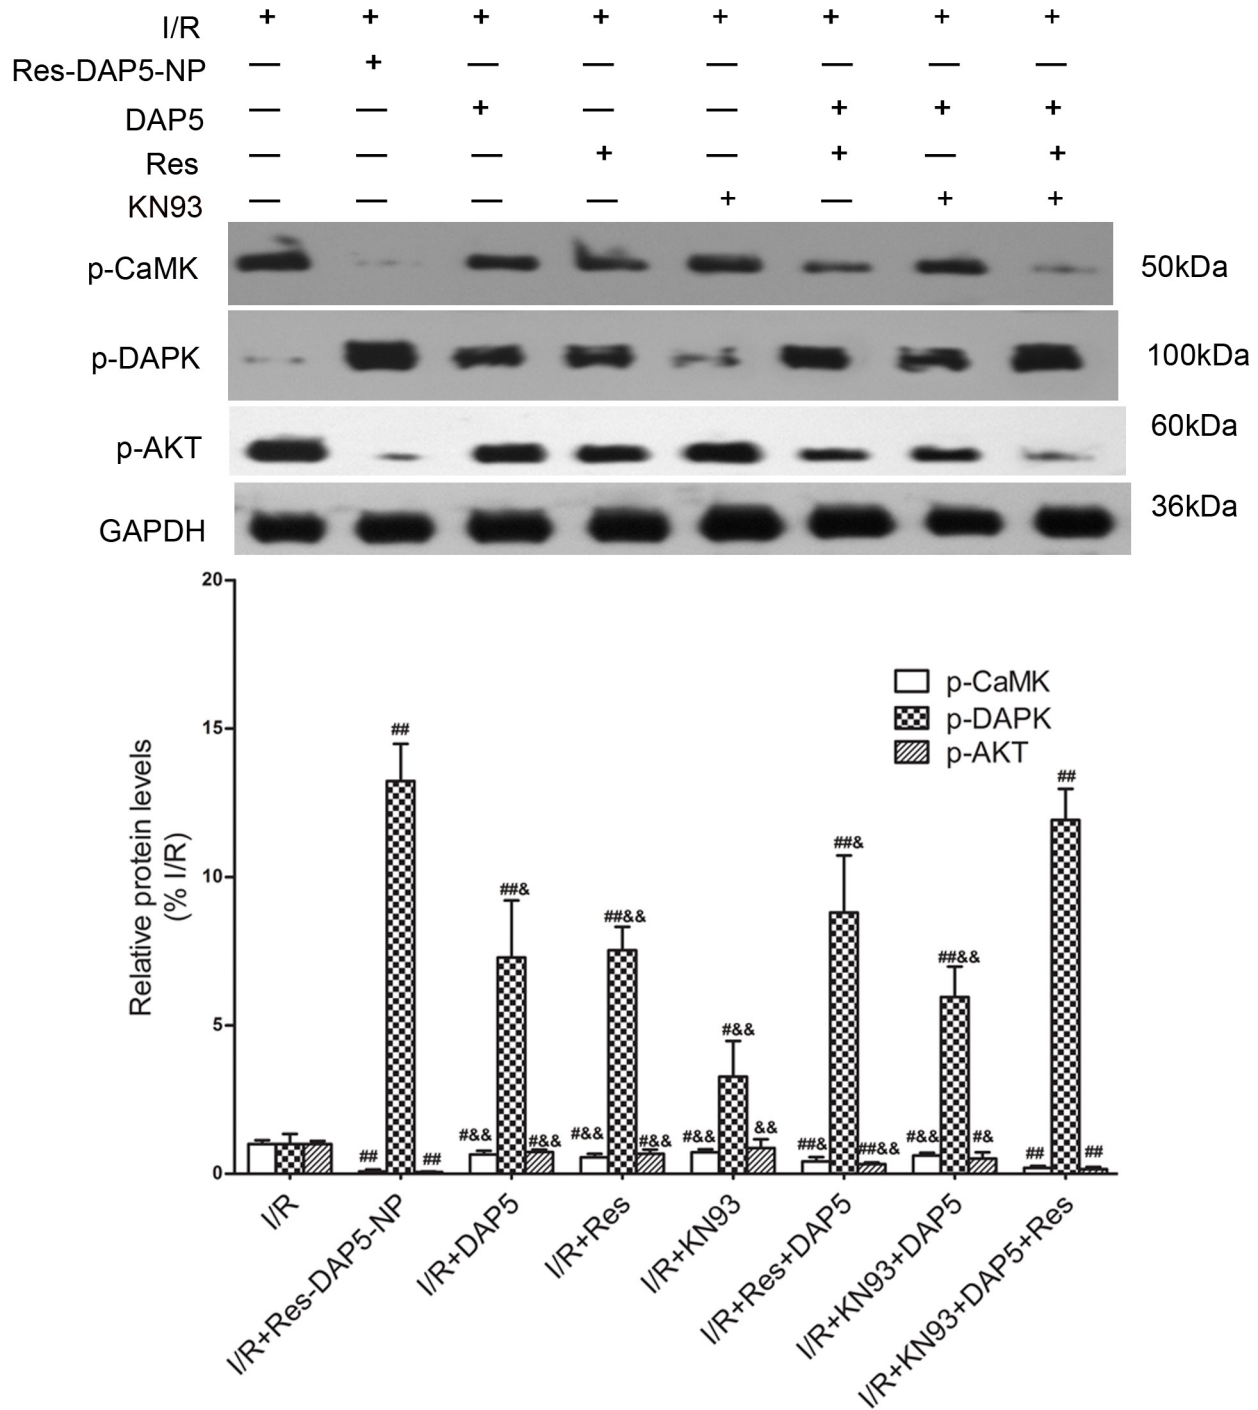 I/R + + + + + + + +
Res-DAP5-NP — + — — — — — —
DAP5 — — + — — + + +
Res — — — + — + — +
KN93 — — — — + — + +
p-CaMK 50kDa
p-DAPK 100kDa
p-AKT 60kDa
GAPDH 36kDa
Relative protein levels
(% I/R)
20
15
10
5
0
p-CaMK
p-DAPK
p-AKT
## ## ##
#&& ##& #&&
#&& ##&& #&&
#&& #&& &&
##& ##& ##&&
#&& ##&& #&
## ## ##
I/R
I/R+Res-DAP5-NP
I/R+DAP5
I/R+Res
I/R+KN93
I/R+Res+DAP5
I/R+KN93+DAP5
I/R+KN93+DAP5+Res